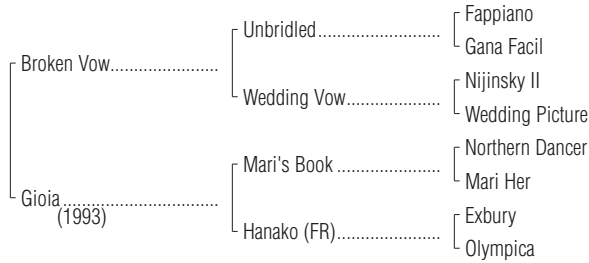 Fappiano
Unbridled.............................
Gana Facil
Broken Vow.........................
Nijinsky II
Wedding Vow......................
Wedding Picture
Northern Dancer
Mari's Book ........................
Mari Her
Gioia.....................................
(1993)
Exbury
Hanako (FR)........................
Olympica